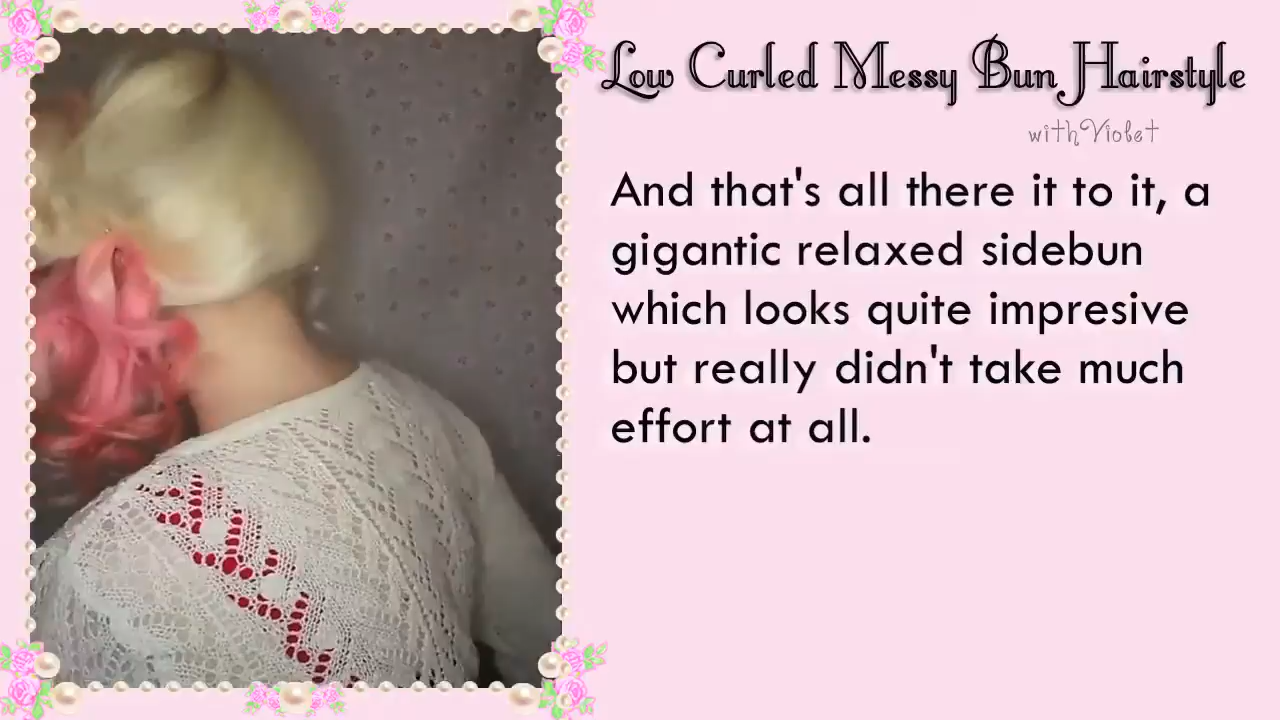 Low Curled Messy Bun Hairstyle
with Violet
And that's all there it to it, a
gigantic relaxed sidebun
which looks quite impresive
but really didn't take much
effort at all.